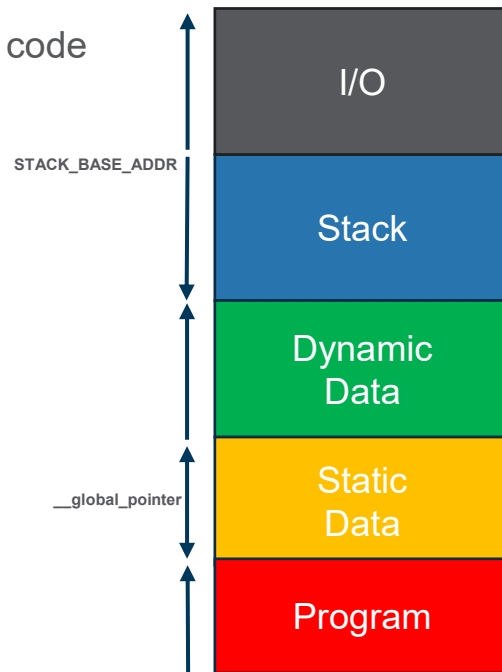 code
I/O
STACK_BASE_ADDR
Stack
Dynamic
Data
Static
Data
__global_pointer
Program